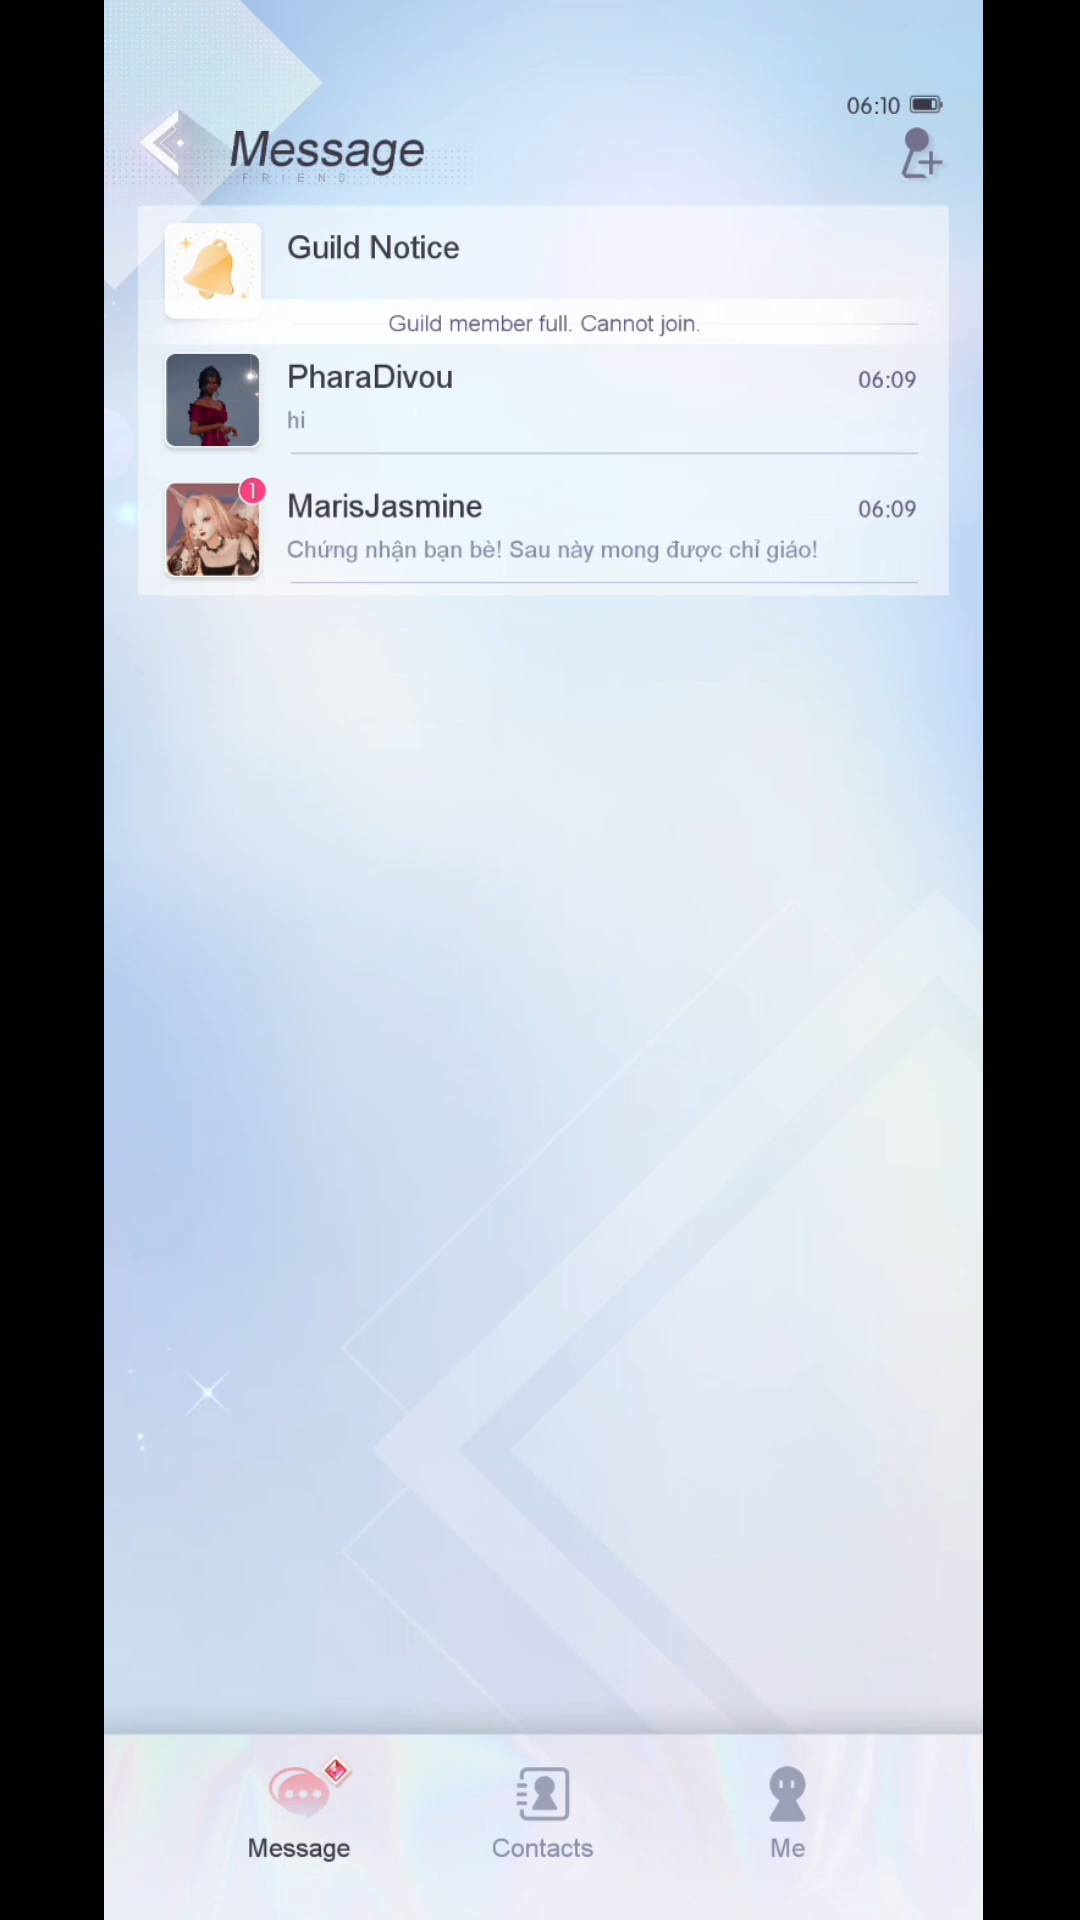 06:10
Message
FRIEND
Guild Notice
Guild member full. Cannot join.
PharaDivou
06:09
hi
1
MarisJasmine
06:09
Chứng nhận bạn bè! Sau này mong được chỉ giáo!
Message
Contacts
Me